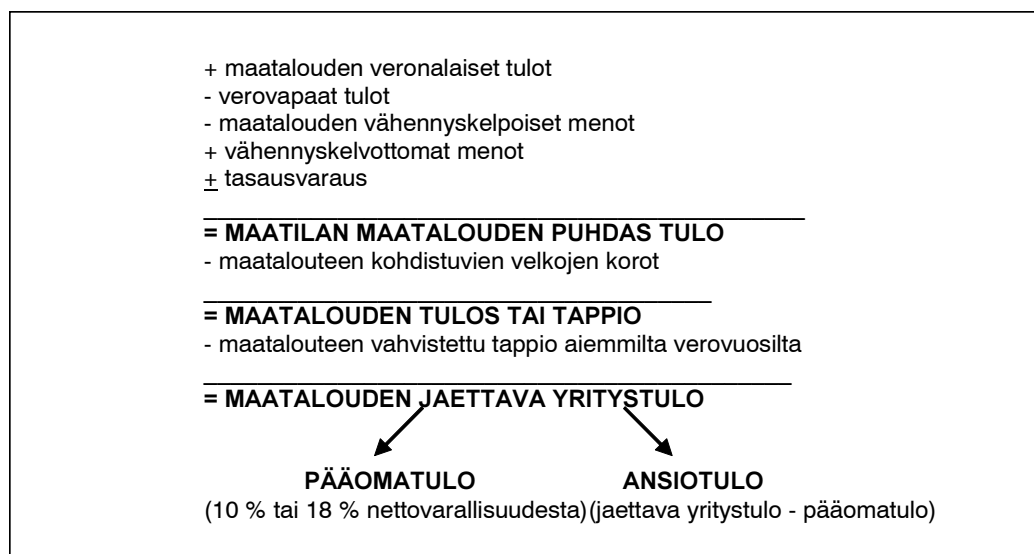 + maatalouden veronalaiset tulot
- verovapaat tulot
- maatalouden vähennyskelpoiset menot
+ vähennyskelvottomat menot
± tasausvaraus
= MAATILAN MAATALOUDEN PUHDAS TULO
- maatalouteen kohdistuvien velkojen korot
= MAATALOUDEN TULOS TAI TAPPIO
- maatalouteen vahvistettu tappio aiemmilta verovuosilta
= MAATALOUDEN JAETTAVA YRITYSTULO
PÄÄOMATULO ANSIOTULO
(10 % tai 18 % nettovarallisuudesta)(jaettava yritystulo - pääomatulo)